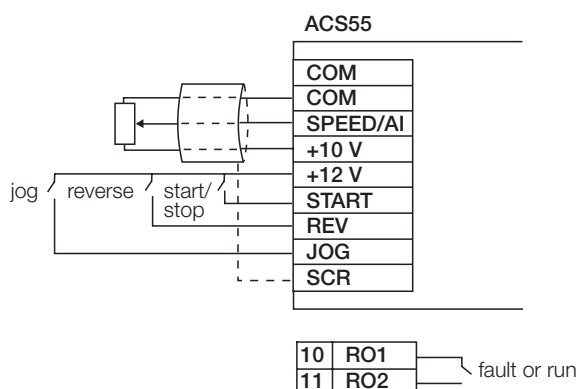 ACS55
COM
COM
SPEED/AI
+10 V
+12 V
START
REV
JOG
SCR
jog
reverse
start/
stop
10 RO1
11 RO2
fault or run